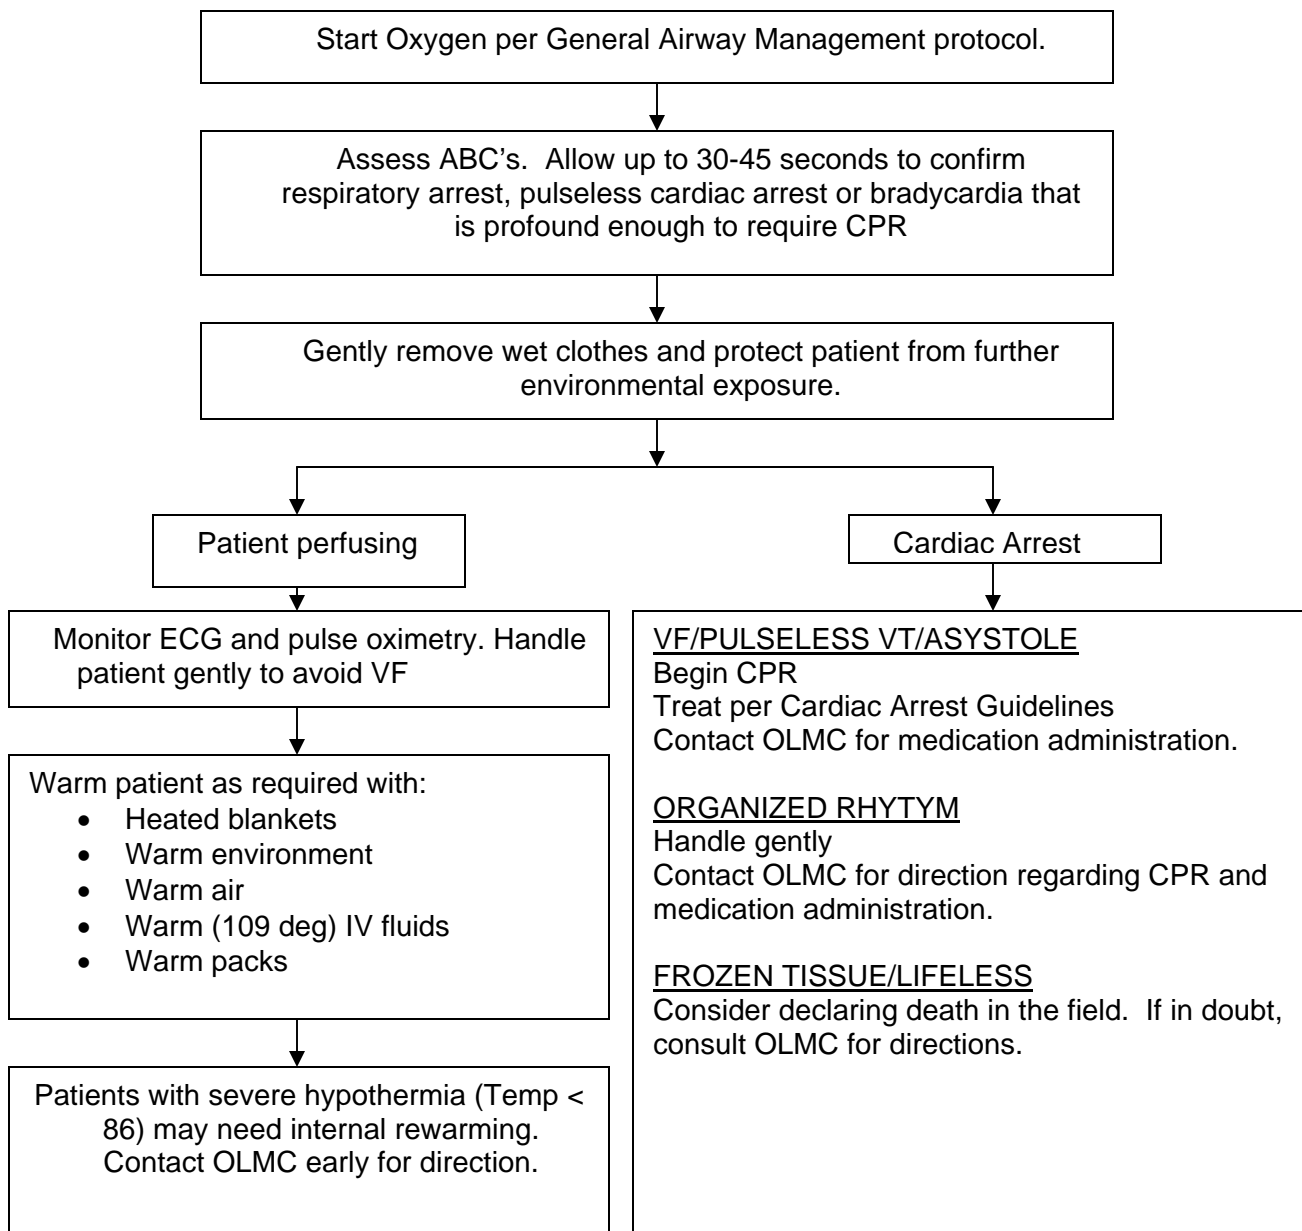 Start Oxygen per General Airway Management protocol.
Assess ABC’s.  Allow up to 30-45 seconds to confirm
respiratory arrest, pulseless cardiac arrest or bradycardia that
is profound enough to require CPR
Gently remove wet clothes and protect patient from further
environmental exposure.
Patient perfusing
Monitor ECG and pulse oximetry. Handle
patient gently to avoid VF
Warm patient as required with:
• Heated blankets
• Warm environment
• Warm air
• Warm (109 deg) IV fluids
• Warm packs
Patients with severe hypothermia (Temp <
86) may need internal rewarming.
Contact OLMC early for direction.
Cardiac Arrest
VF/PULSELESS VT/ASYSTOLE
Begin CPR
Treat per Cardiac Arrest Guidelines
Contact OLMC for medication administration.
ORGANIZED RHYTYM
Handle gently
Contact OLMC for direction regarding CPR and
medication administration.
FROZEN TISSUE/LIFELESS
Consider declaring death in the field.  If in doubt,
consult OLMC for directions.